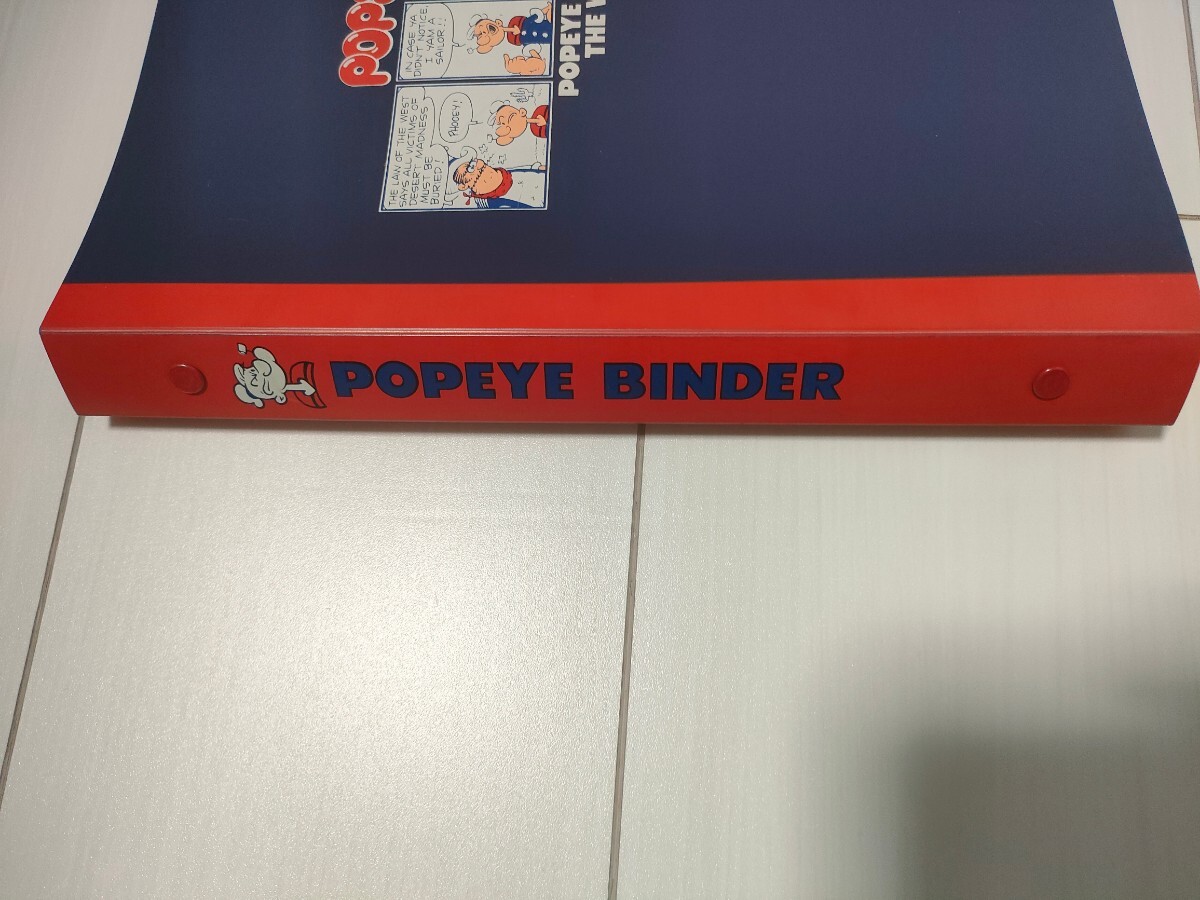 IN CASE YA
DIDN'T NOTICE,
I YAM A
SAILOR!!
THE LAW OF THE WEST
SAYS ALL VICTIMS OF
DESERT MADNESS
MUST BE
BURIED!
PHOOEY!
POPEYE
THE
POPEYE BINDER